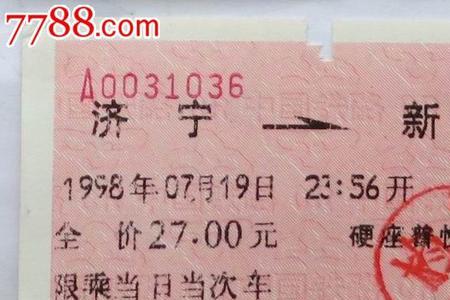 7788.com
A0031036
济宁 → 新
1998年07月19日 23:56开
全 价27.00元 硬座普快
限乘当日当次车